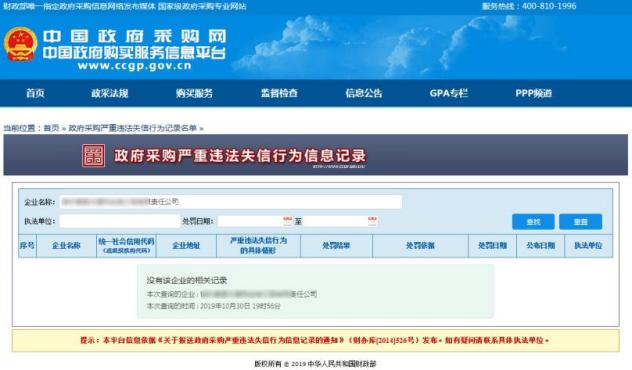 财政部唯一指定政府采购信息网络发布媒体 国家级政府采购专业网站 服务热线：400-810-1996
中国政府采购网
中国政府购买服务信息平台
www.ccgp.gov.cn
首页 政采法规 购买服务 监督检查 信息公告 GPA专栏 PPP频道
当前位置：首页 » 政府采购严重违法失信行为记录名单 »
政府采购严重违法失信行为信息记录
企业名称： 责任公司
执法单位： 处罚日期： 至 查找 重置
序号 企业名称 统一社会信用代码 企业地址 严重违法失信行为 处罚结果 处罚依据 处罚日期 公布日期 执法单位
(或组织机构代码) 的具体情形
没有该企业的相关记录
本次查询的企业： 责任公司
本次查询的时间：2019年10月30日 19时56分
提示：本平台信息依据《关于报送政府采购严重违法失信行为信息记录的通知》（财办库[2014]526号）发布。如有疑问请联系具体执法单位。
版权所有 © 2019 中华人民共和国财政部